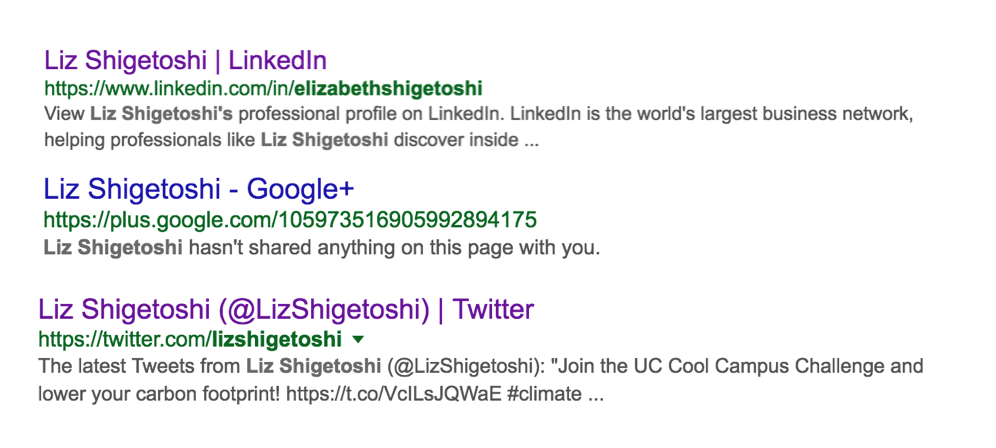 Liz Shigetoshi | LinkedIn
https://www.linkedin.com/in/elizabethshigetoshi
View Liz Shigetoshi's professional profile on LinkedIn. LinkedIn is the world's largest business network,
helping professionals like Liz Shigetoshi discover inside ...
Liz Shigetoshi - Google+
https://plus.google.com/105973516905992894175
Liz Shigetoshi hasn't shared anything on this page with you.
Liz Shigetoshi (@LizShigetoshi) | Twitter
https://twitter.com/lizshigetoshi
The latest Tweets from Liz Shigetoshi (@LizShigetoshi): "Join the UC Cool Campus Challenge and
lower your carbon footprint! https://t.co/VcILsJQWaE #climate ...